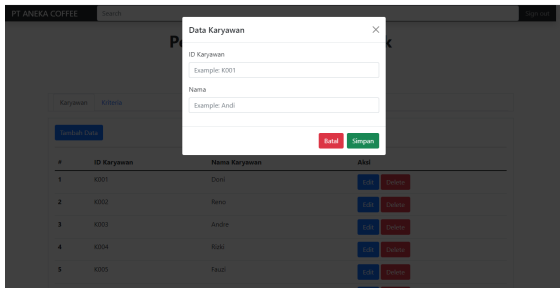 PT ANEKA COFFEE Search Sign out
Data Karyawan
ID Karyawan
Example: K001
Nama
Example: Andi
Batal Simpan
Karyawan Kriteria
Tambah Data
# ID Karyawan Nama Karyawan Aksi
1 K001 Doni Edit Delete
2 K002 Reno Edit Delete
3 K003 Andre Edit Delete
4 K004 Riski Edit Delete
5 K005 Fauzi Edit Delete